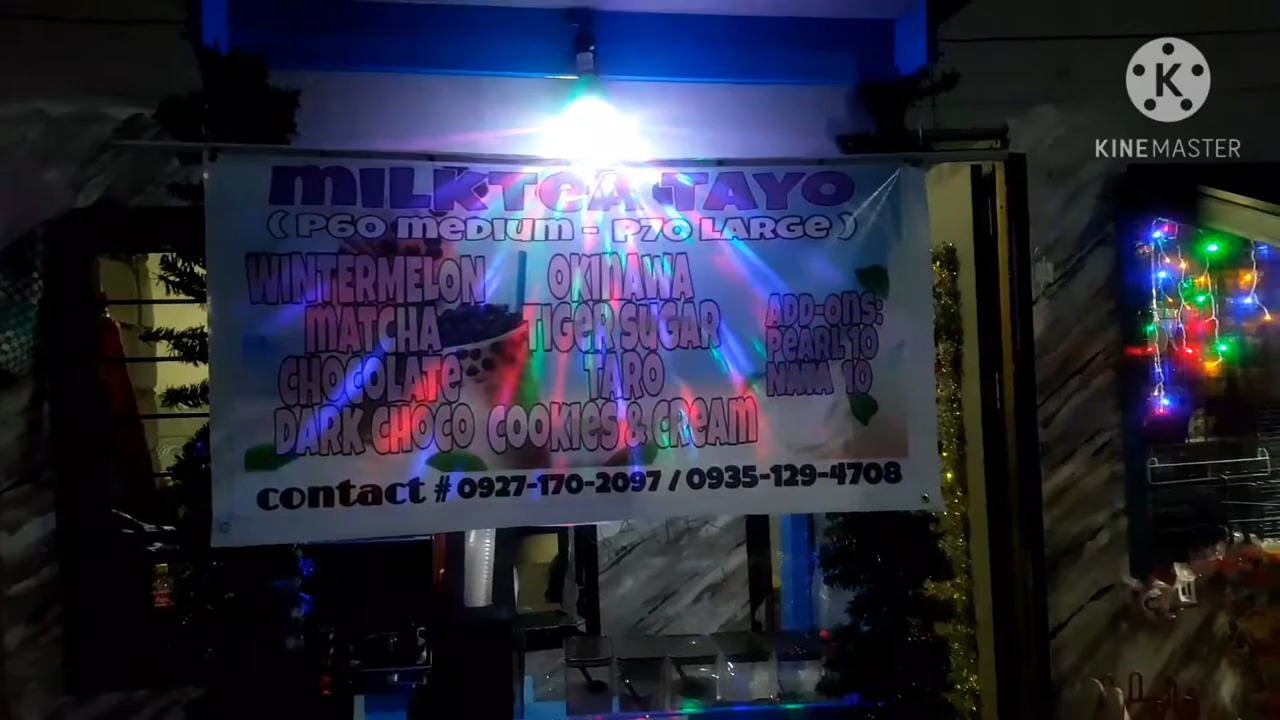 K
KINEMASTER
MILKTEA TAYO
( P60 MEDIUM - P70 LARGE )
WINTERMELON
MATCHA
CHOCOLATE
DARK CHOCO
OKINAWA
TIGER SUGAR
TARO
COOKIES & CREAM
ADD-ONS:
PEARL 10
NATA 10
contact # 0927-170-2097 / 0935-129-4708